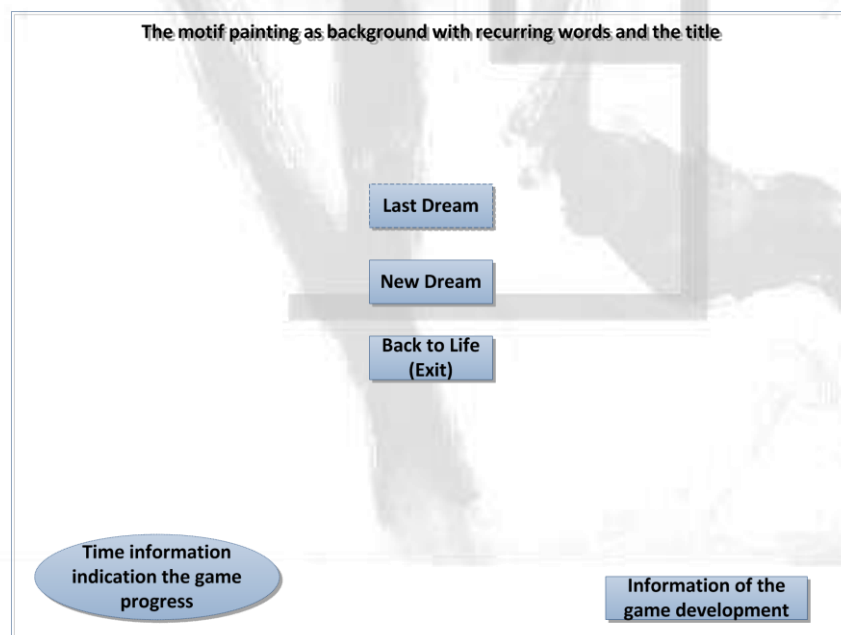 The motif painting as background with recurring words and the title
Last Dream
New Dream
Back to Life
(Exit)
Time information
indication the game
progress
Information of the
game development